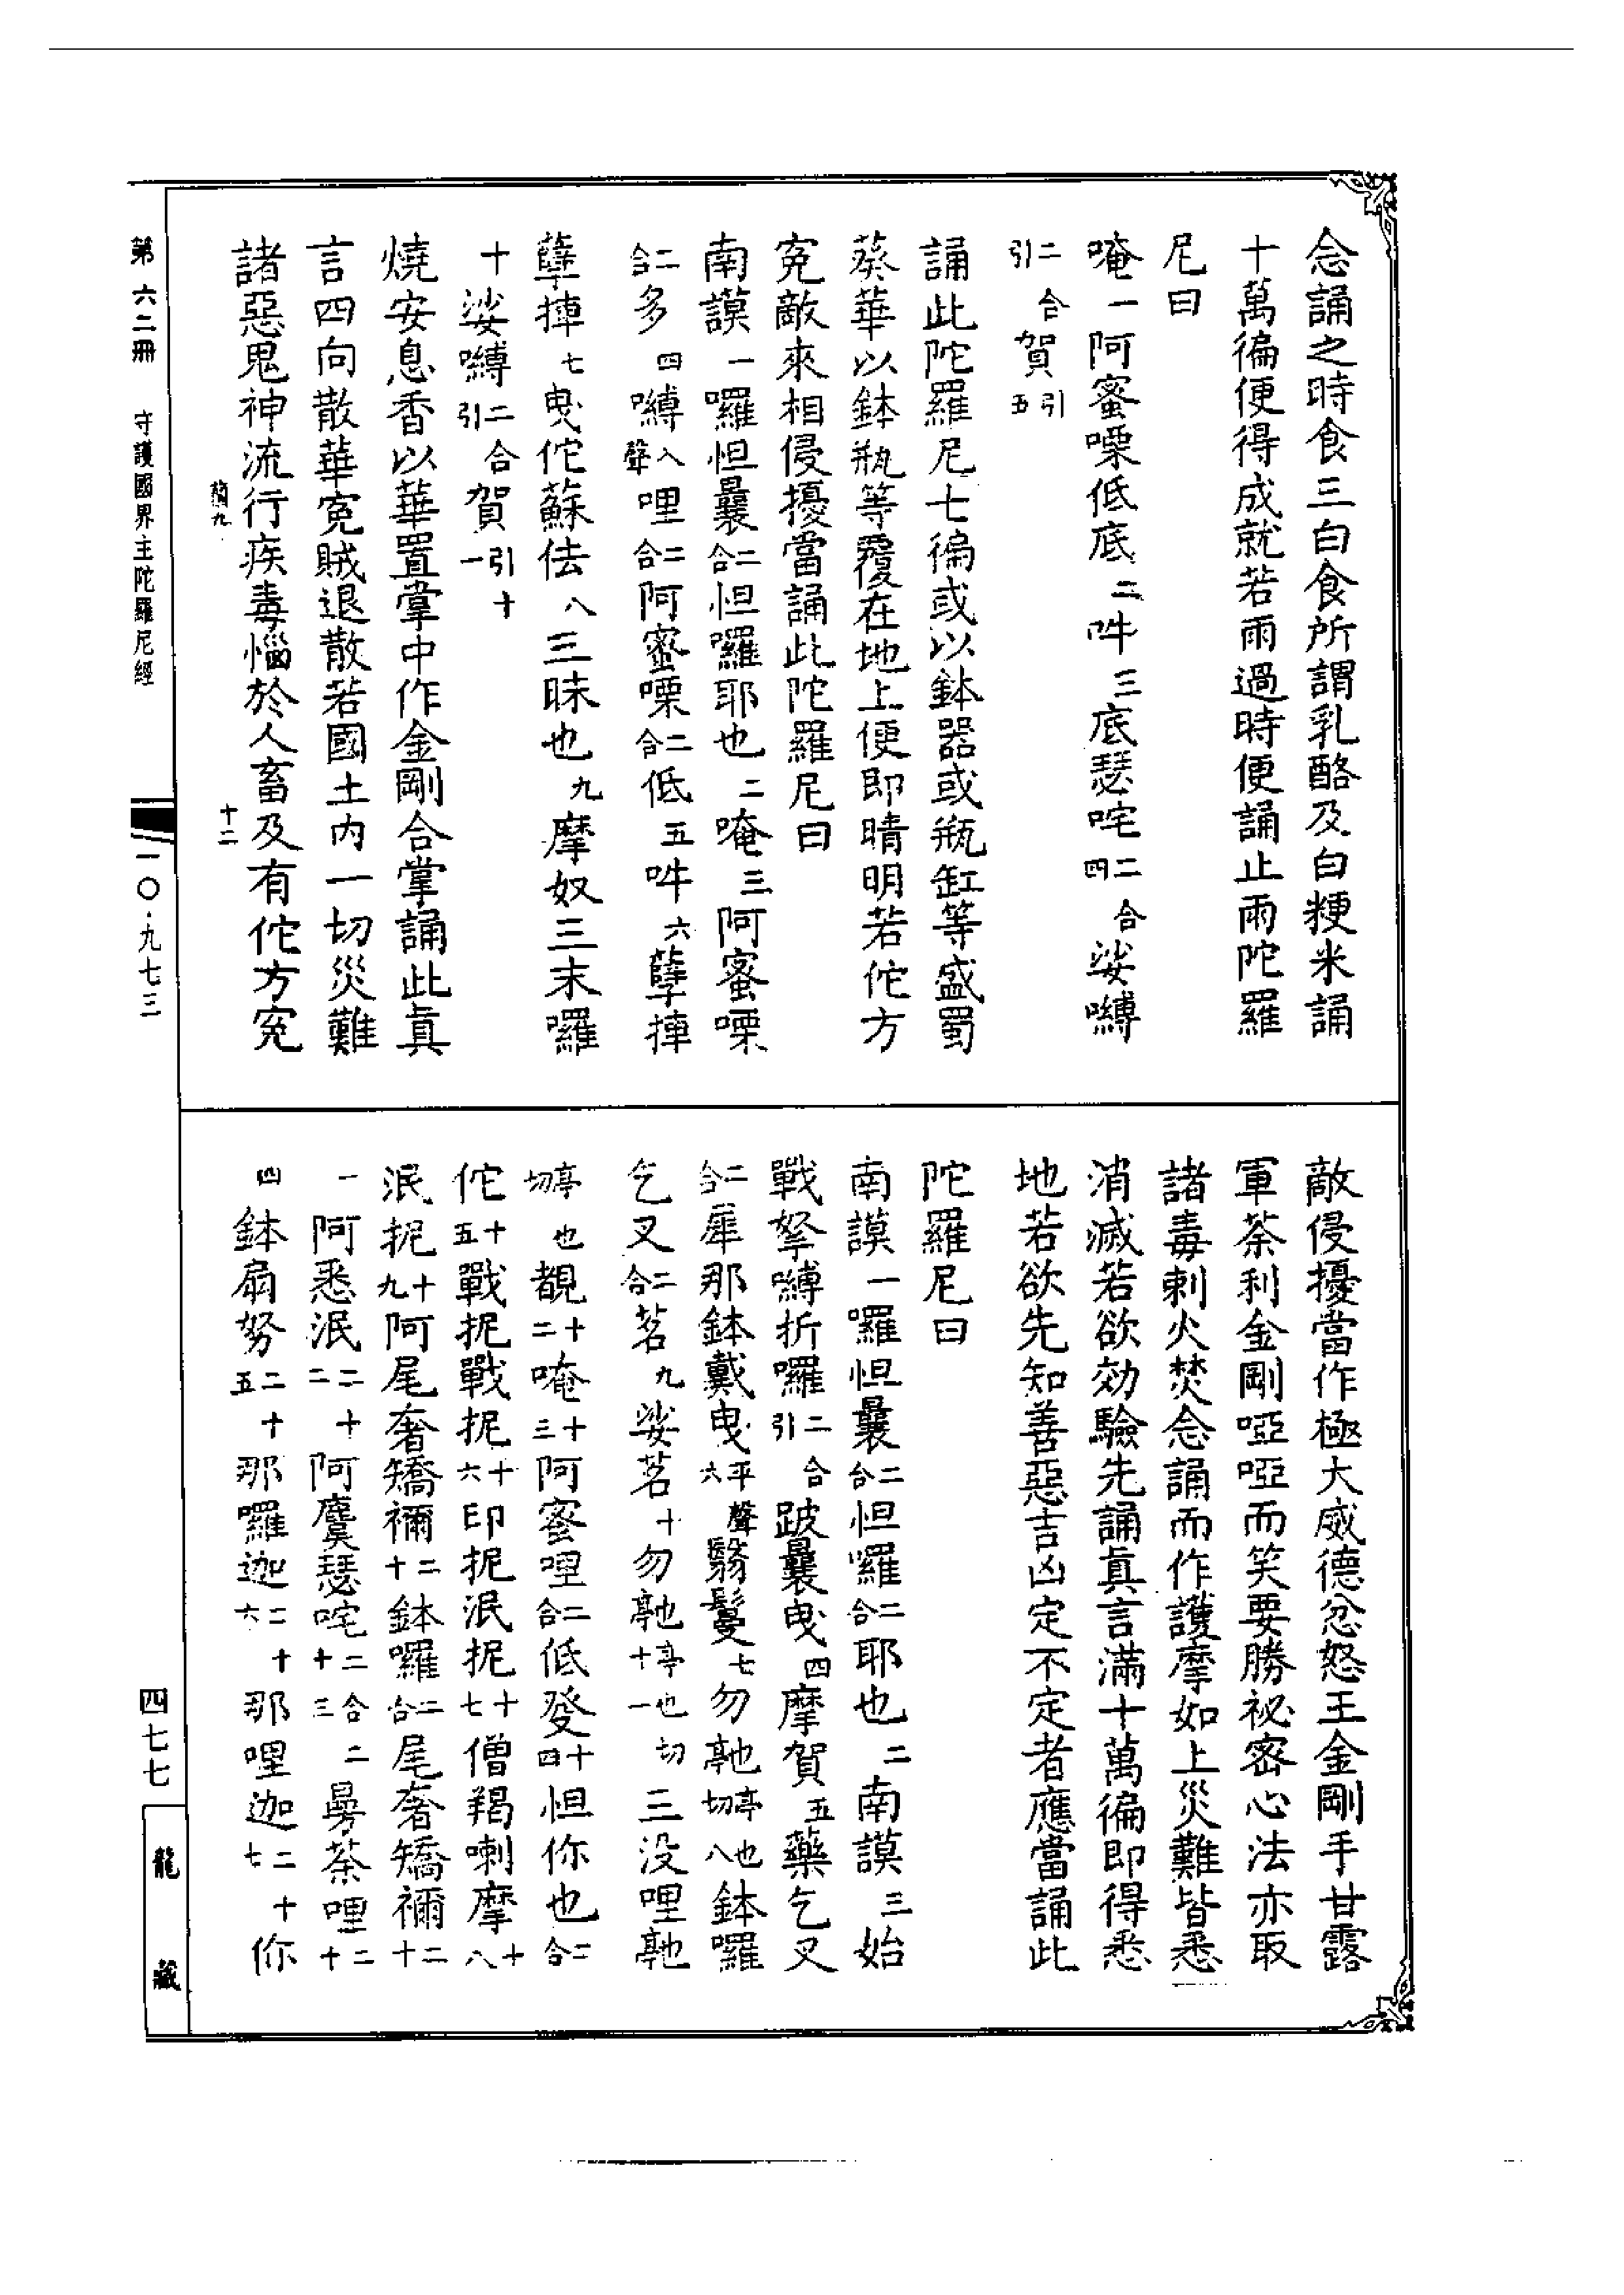 念誦之時食三白食所謂乳酪及白粳米誦
十萬徧便得成就若雨過時便誦止雨陀羅
尼曰
唵一阿蜜㗚低底二吽三底瑟咤二合四娑嚩
二合引賀引五
誦此陀羅尼七徧或以鉢器或瓶缸等盛蜀
葵華以鉢瓶等覆在地上便即晴明若佗方
寃敵來相侵擾當誦此陀羅尼曰
南謨一囉怛曩二合怛囉耶也二唵三阿蜜㗚
二合多四嚩入聲哩二合阿蜜㗚二合低五吽六孽撶
孽撶七曳佗蘇佉八三昧也九摩奴三末囉
十娑嚩二合引賀引十一
燒安息香以華置掌中作金剛合掌誦此真
言四向散華寃賊退散若國土内一切災難
諸惡鬼神流行疾毒惱於人畜及有佗方寃
敵侵擾當作極大威德忿怒王金剛手甘露
軍荼利金剛啞啞而笑要勝祕密心法亦取
諸毒刺火焚念誦而作護摩如上災難皆悉
消滅若欲効驗先誦真言滿十萬徧即得悉
地若欲先知善惡吉凶定不定者應當誦此
陀羅尼曰
南謨一囉怛曩二合怛囉二合耶也二南謨三始
戰拏嚩折囉二合引跛曩曳四摩賀五藥乞叉
二合犀那鉢戴曳平聲六翳鬘七勿𠅘也亭也切八鉢囉
乞叉二合茗九娑茗十勿𠅘也亭也切十一三没哩𠅘也
亭也切覩十二唵十三阿蜜哩二合低發十四怛你也二合
佗十五戰抳戰抳十六印抳泯抳十七僧羯喇摩十八
泯抳十九阿尾奢矯禰二十鉢囉二合尾奢矯禰二十
一阿悉泯二十二阿麌瑟咤二合十三曼荼哩二十
四鉢扇努二十五那囉迦二十六那哩迦二十七你
第六二冊
守護國界主陀羅尼經
十二
一〇·九七三
四七七
龍藏